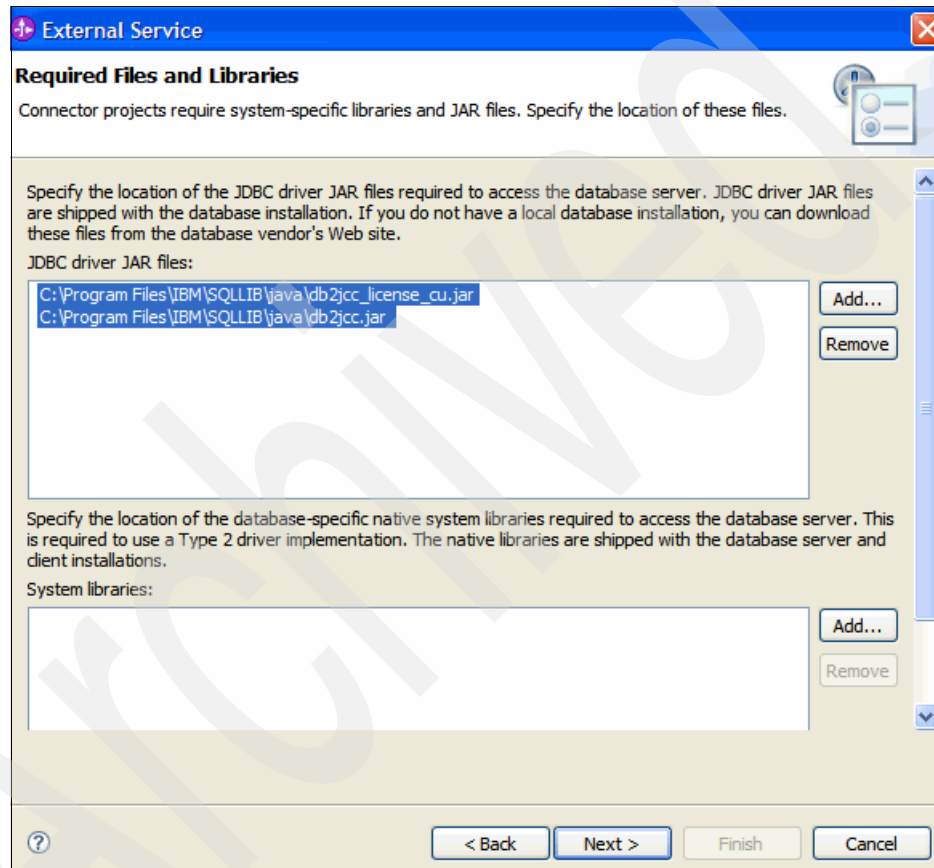 External Service
Required Files and Libraries
Connector projects require system-specific libraries and JAR files. Specify the location of these files.
Specify the location of the JDBC driver JAR files required to access the database server. JDBC driver JAR files
are shipped with the database installation. If you do not have a local database installation, you can download
these files from the database vendor's Web site.
JDBC driver JAR files:
C:\Program Files\IBM\SQLLIB\java\db2jcc_license_cu.jar
C:\Program Files\IBM\SQLLIB\java\db2jcc.jar
Add...
Remove
Specify the location of the database-specific native system libraries required to access the database server. This
is required to use a Type 2 driver implementation. The native libraries are shipped with the database server and
client installations.
System libraries:
Add...
Remove
?
< Back Next > Finish Cancel
Archived